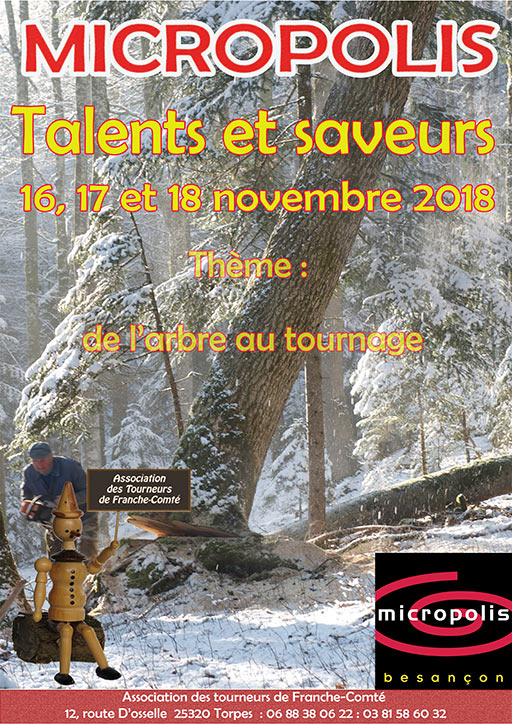 MICROPOLIS
Talents et saveurs
16, 17 et 18 novembre 2018
Thème :
de l'arbre au tournage
Association
des Tourneurs
de Franche-Comté
micropolis
besançon
Association des tourneurs de Franche-Comté
12, route D'osselle 25320 Torpes : 06 88 38 06 22 : 03 81 58 60 32